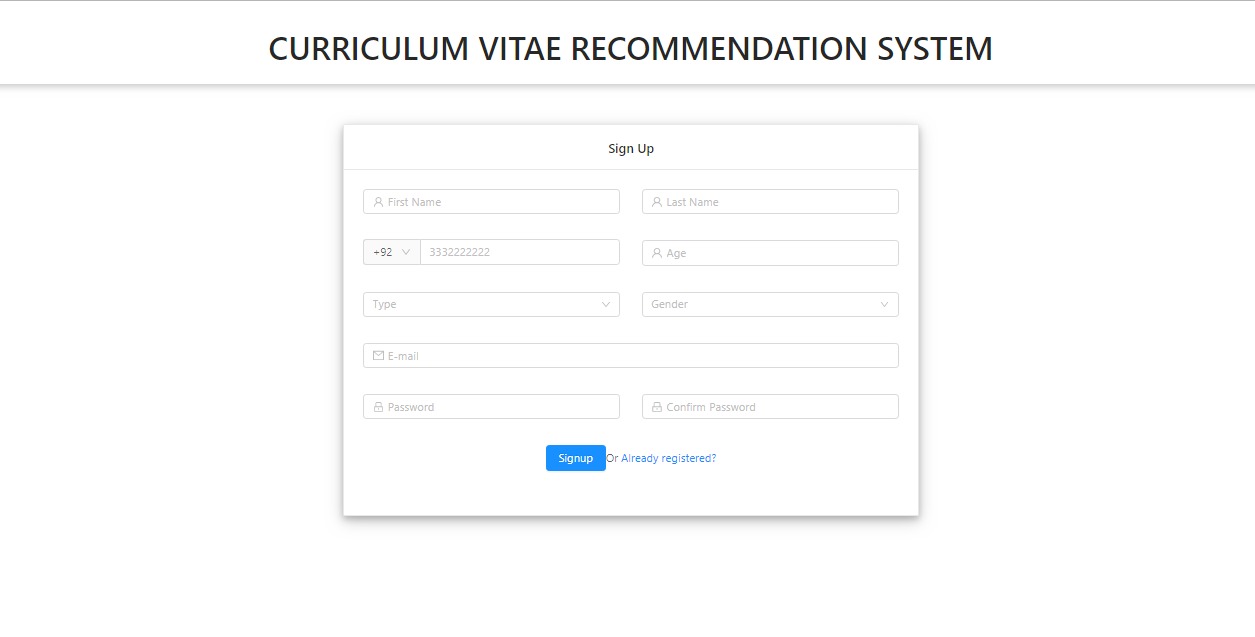 CURRICULUM VITAE RECOMMENDATION SYSTEM
Sign Up
First Name
Last Name
+92
3332222222
Age
Type
Gender
E-mail
Password
Confirm Password
Signup Or Already registered?